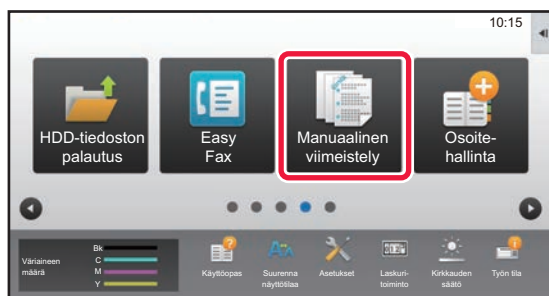 10:15
HDD-tiedoston
palautus
Easy
Fax
Manuaalinen
viimeistely
Osoite-
hallinta
Väriaineen
määrä
Bk
C
M
Y
Käyttöopas
Suurenna
näyttötilaa
Asetukset
Laskuri-
toiminto
Kirkkauden
säätö
Työn tila